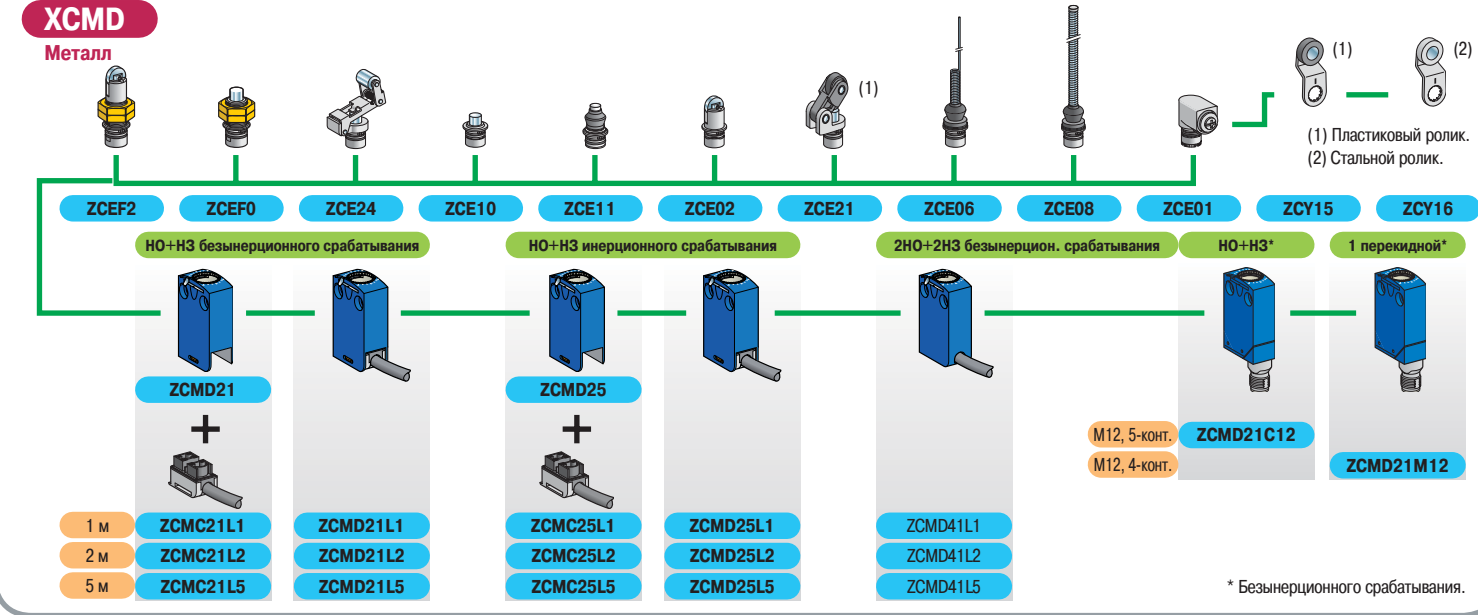 XCMD
Металл
(1)
(1)
(2)
(1) Пластиковый ролик.
(2) Стальной ролик.
ZCEF2 ZCEF0 ZCE24 ZCE10 ZCE11 ZCE02 ZCE21 ZCE06 ZCE08 ZCE01 ZCY15 ZCY16
НО+НЗ безынерционного срабатывания НО+НЗ инерционного срабатывания 2НО+2НЗ безынерцион. срабатывания НО+НЗ* 1 перекидной*
ZCMD21 ZCMD25
+ +
М12, 5-конт. ZCMD21C12
М12, 4-конт. ZCMD21M12
1 м ZCMC21L1 ZCMD21L1 ZCMC25L1 ZCMD25L1 ZCMD41L1
2 м ZCMC21L2 ZCMD21L2 ZCMC25L2 ZCMD25L2 ZCMD41L2
5 м ZCMC21L5 ZCMD21L5 ZCMC25L5 ZCMD25L5 ZCMD41L5
* Безынерционного срабатывания.